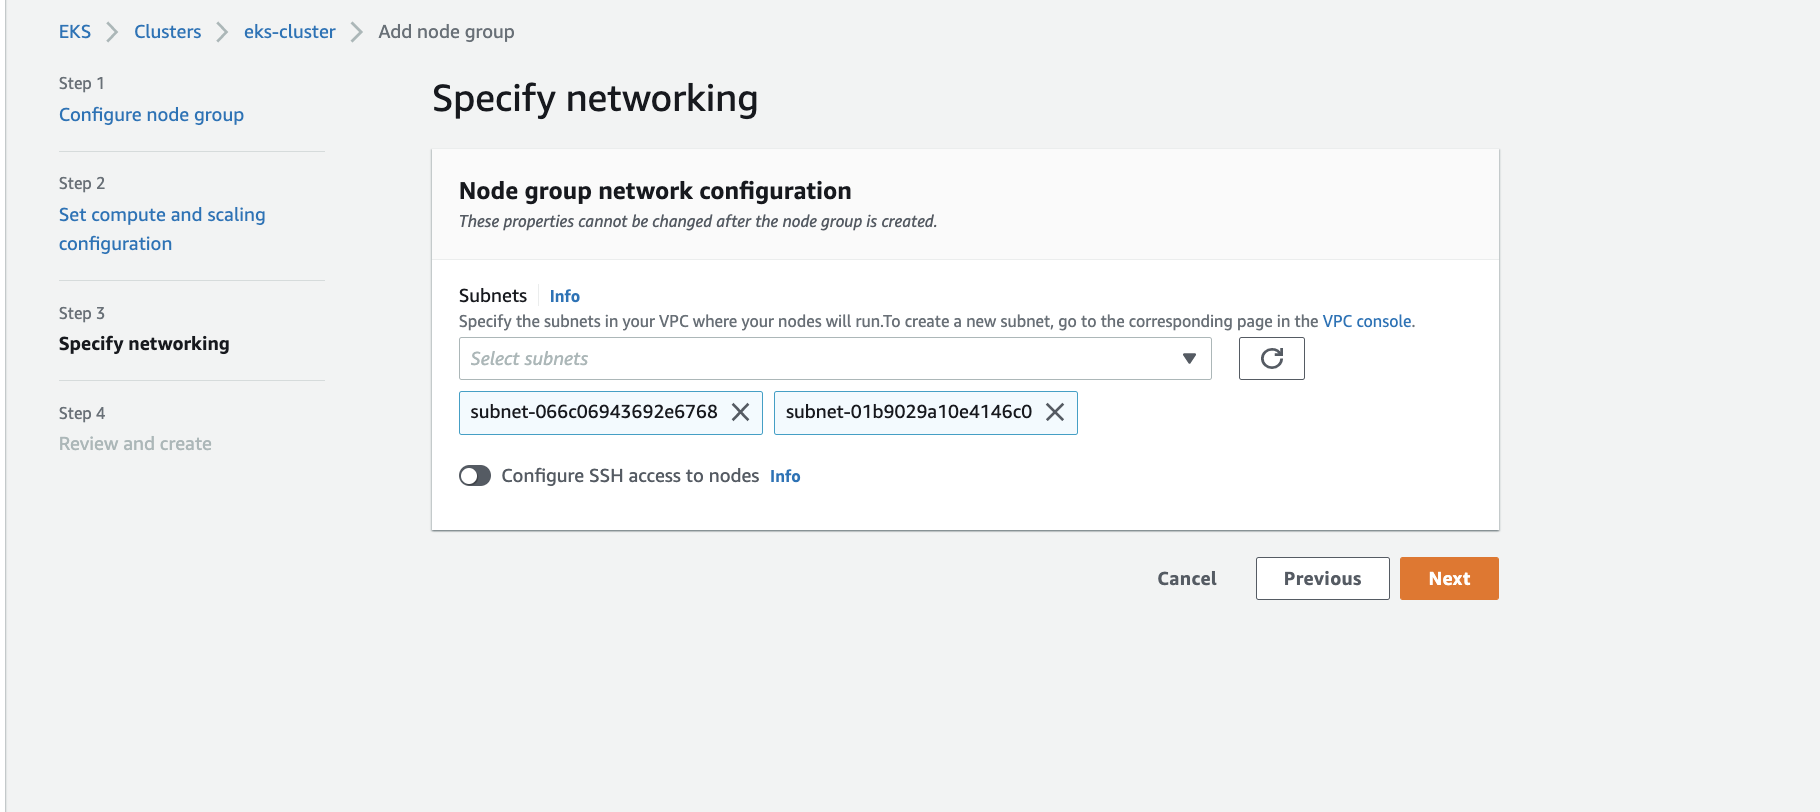 EKS
Clusters
eks-cluster
Add node group
Step 1
Configure node group
Step 2
Set compute and scaling
configuration
Step 3
Specify networking
Step 4
Review and create
Specify networking
Node group network configuration
These properties cannot be changed after the node group is created.
Subnets
Info
Specify the subnets in your VPC where your nodes will run.To create a new subnet, go to the corresponding page in the VPC console.
Select subnets
subnet-066c06943692e6768
subnet-01b9029a10e4146c0
Configure SSH access to nodes
Info
Cancel
Previous
Next